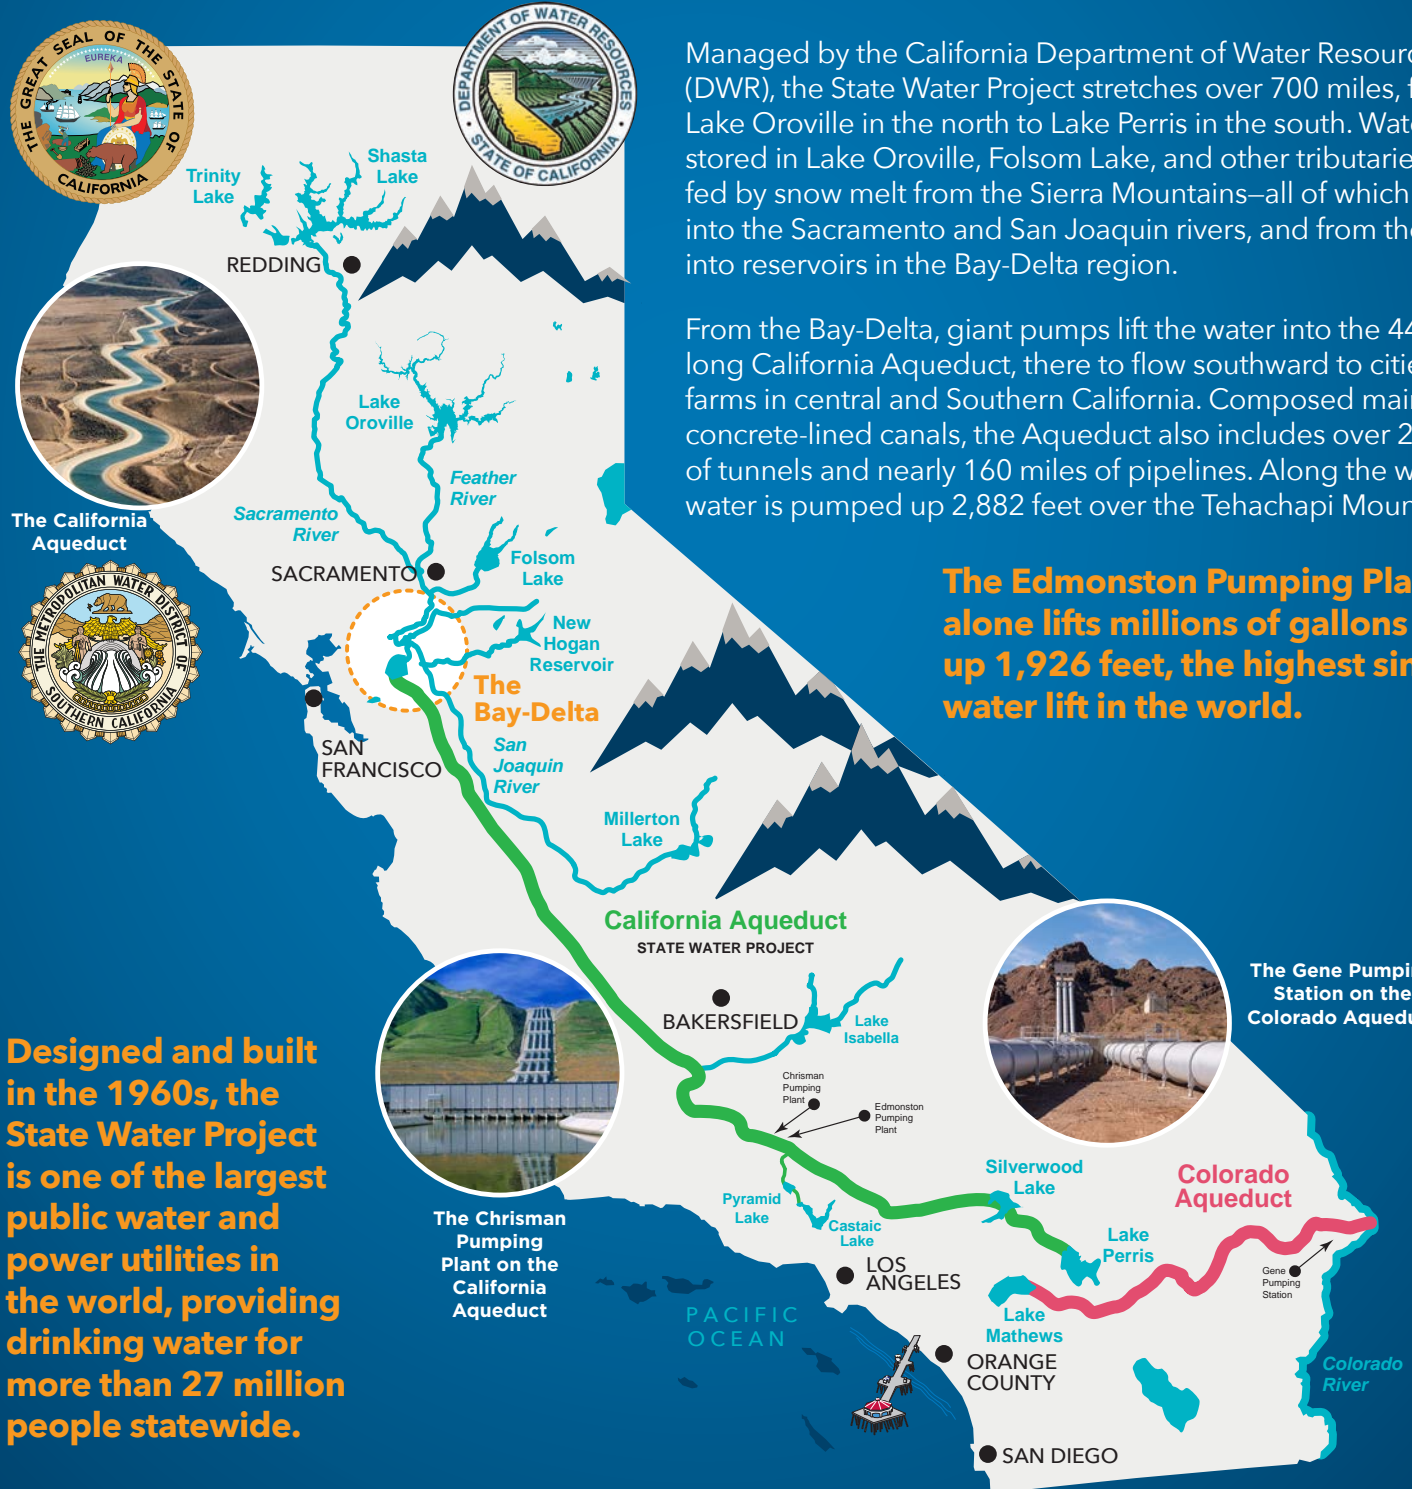 THE GREAT SEAL OF THE STATE OF CALIFORNIA
EUREKA
DEPARTMENT OF WATER RESOURCES
STATE OF CALIFORNIA
Managed by the California Department of Water
(DWR), the State Water Project stretches over 700 miles,
Lake Oroville in the north to Lake Perris in the south.
stored in Lake Oroville, Folsom Lake, and other
fed by snow melt from the Sierra Mountains—all of which
into the Sacramento and San Joaquin rivers, and from
into reservoirs in the Bay-Delta region.
From the Bay-Delta, giant pumps lift the water into the
long California Aqueduct, there to flow southward to
farms in central and Southern California. Composed
concrete-lined canals, the Aqueduct also includes over
of tunnels and nearly 160 miles of pipelines. Along the
water is pumped up 2,882 feet over the Tehachapi
The Edmonston Pumping
alone lifts millions of gallons
up 1,926 feet, the highest
water lift in the world.
Trinity
Lake
Shasta
Lake
REDDING
The California
Aqueduct
Lake
Oroville
Feather
River
Sacramento
River
SACRAMENTO
Folsom
Lake
THE METROPOLITAN WATER DISTRICT OF
SOUTHERN CALIFORNIA
New
Hogan
Reservoir
The
Bay-Delta
SAN
FRANCISCO
San
Joaquin
River
Millerton
Lake
California Aqueduct
STATE WATER PROJECT
BAKERSFIELD
Lake
Isabella
The Gene
Station on the
Colorado
Designed and built
in the 1960s, the
State Water Project
is one of the largest
public water and
power utilities in
the world, providing
drinking water for
more than 27 million
people statewide.
Chrisman
Pumping
Plant
Edmonston
Pumping
Plant
The Chrisman
Pumping
Plant on the
California
Aqueduct
Pyramid
Lake
Castaic
Lake
Silverwood
Lake
Colorado
Aqueduct
Lake
Perris
LOS
ANGELES
Gene
Pumping
Station
PACIFIC
OCEAN
Lake
Mathews
ORANGE
COUNTY
Colorado
River
SAN DIEGO